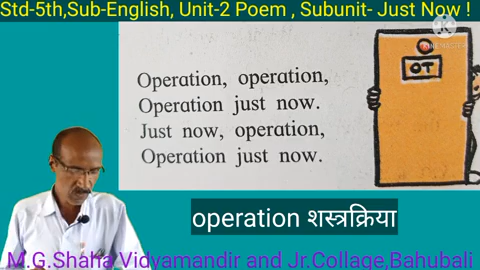 Std-5th,Sub-English, Unit-2 Poem , Subunit- Just Now !
KINEMASTER
OT
Operation, operation,
Operation just now.
Just now, operation,
Operation just now.
operation शस्त्रक्रिया
M.G.Shaha Vidyamandir and Jr.Collage,Bahubali